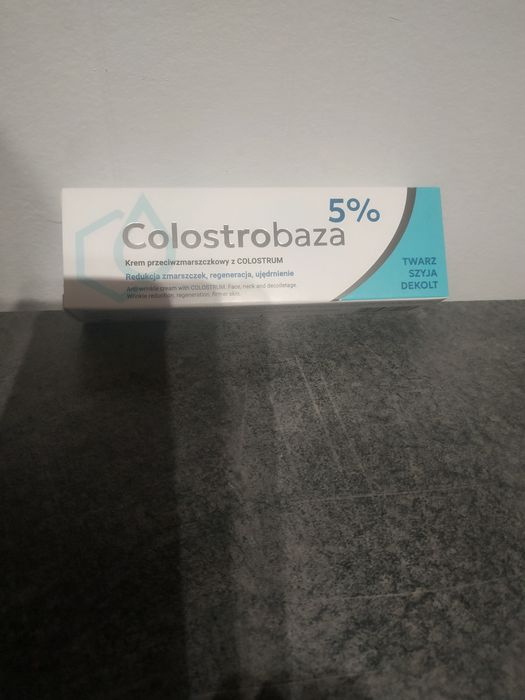 5%
Colostrobaza
Krem przeciwzmarszczkowy z COLOSTRUM
Redukcja zmarszczek, regeneracja, ujędrnienie
Anti-wrinkle cream with COLOSTRUM. Face, neck and decoletage.
Wrinkle reduction, regeneration, firmer skin.
TWARZ
SZYJA
DEKOLT